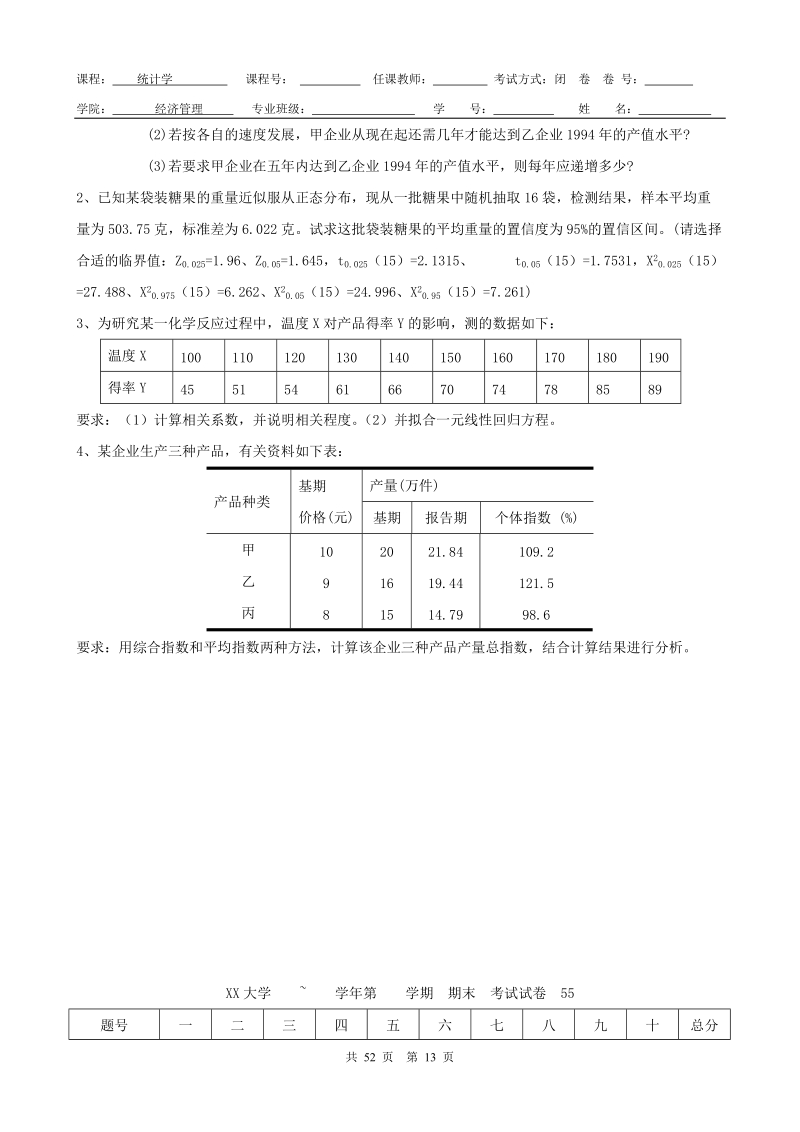 课程： 统计学 课程号： 任课教师： 考试方式：闭 卷 卷 号：
学院： 经济管理 专业班级： 学 号： 姓 名：
(2)若按各自的速度发展，甲企业从现在起还需几年才能达到乙企业 1994 年的产值水平?
(3)若要求甲企业在五年内达到乙企业 1994 年的产值水平，则每年应递增多少?
2、已知某袋装糖果的重量近似服从正态分布，现从一批糖果中随机抽取 16 袋，检测结果，样本平均重
量为 503.75 克，标准差为 6.022 克。试求这批袋装糖果的平均重量的置信度为 95%的置信区间。(请选择
合适的临界值：Z0.025=1.96、Z0.05=1.645，t0.025（15）=2.1315、 t0.05（15）=1.7531，X²0.025（15）
=27.488、X²0.975（15）=6.262、X²0.05（15）=24.996、X²0.95（15）=7.261)
3、为研究某一化学反应过程中，温度 X 对产品得率 Y 的影响，测的数据如下：
温度 X 100 110 120 130 140 150 160 170 180 190
得率 Y 45 51 54 61 66 70 74 78 85 89
要求：（1）计算相关系数，并说明相关程度。（2）并拟合一元线性回归方程。
4、某企业生产三种产品，有关资料如下表：
产品种类 基期 产量(万件)
价格(元) 基期 报告期 个体指数 (%)
甲 10 20 21.84 109.2
乙 9 16 19.44 121.5
丙 8 15 14.79 98.6
要求：用综合指数和平均指数两种方法，计算该企业三种产品产量总指数，结合计算结果进行分析。
XX 大学 ~ 学年第 学期 期末 考试试卷 55
题号 一 二 三 四 五 六 七 八 九 十 总分
共 52 页 第 13 页